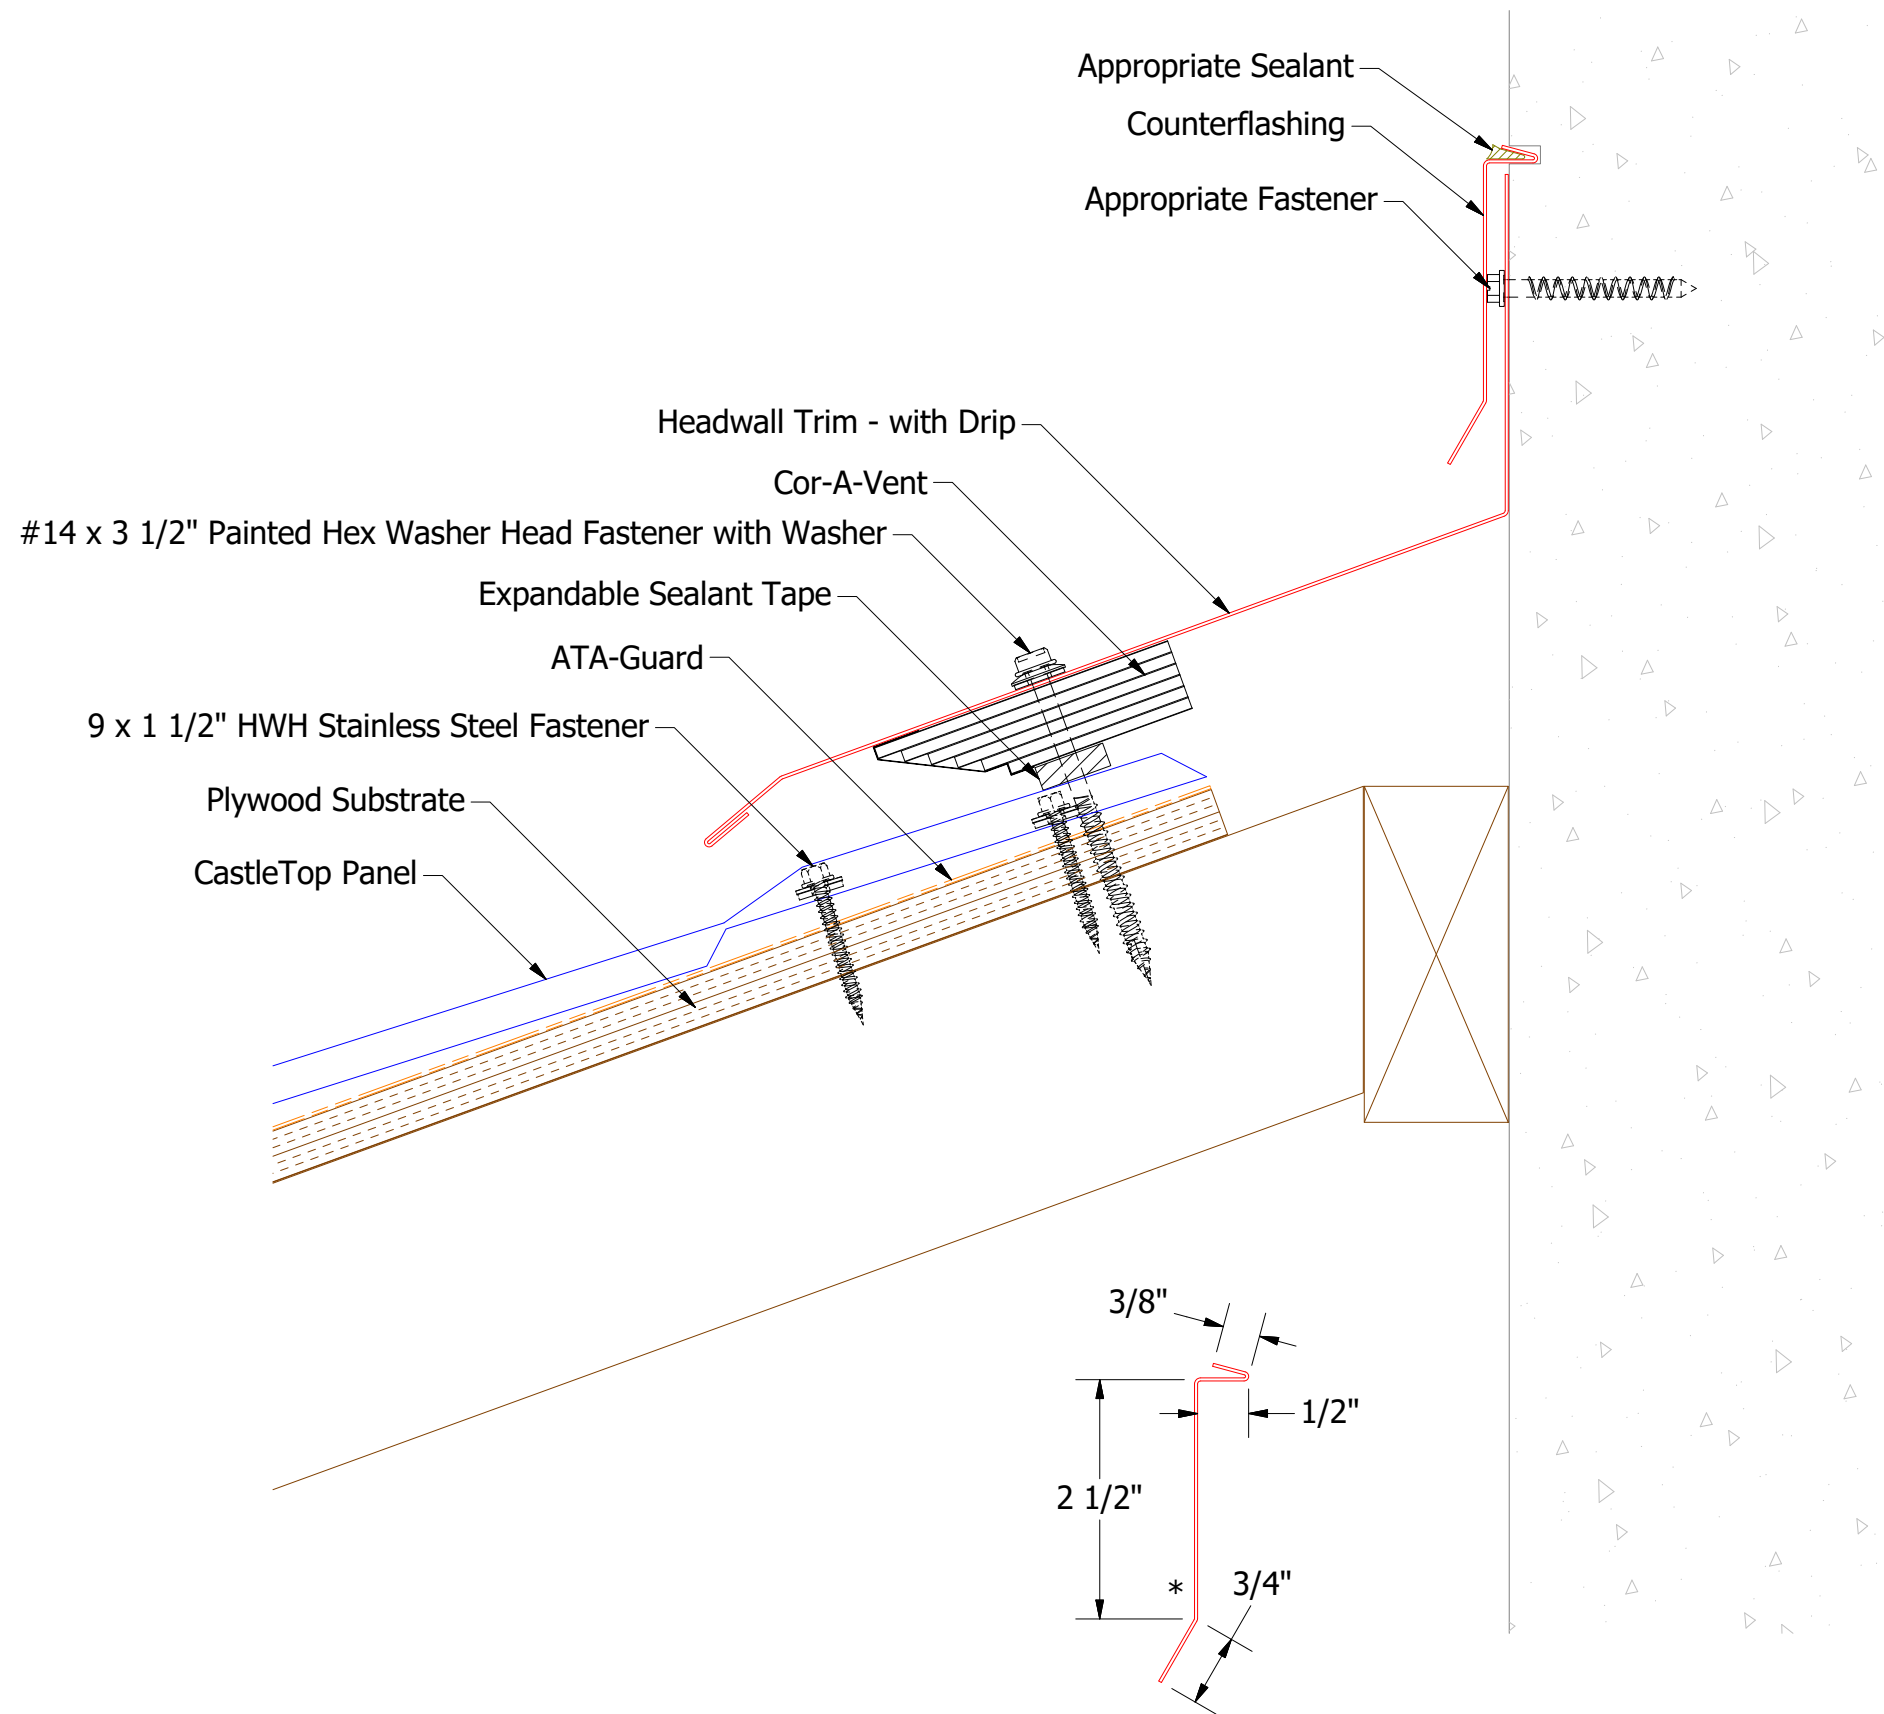 Appropriate Sealant
Counterflashing
Appropriate Fastener
Headwall Trim - with Drip
Cor-A-Vent
#14 x 3 1/2" Painted Hex Washer Head Fastener with Washer
Expandable Sealant Tape
ATA-Guard
9 x 1 1/2" HWH Stainless Steel Fastener
Plywood Substrate
CastleTop Panel
3/8"
1/2"
2 1/2"
*
3/4"